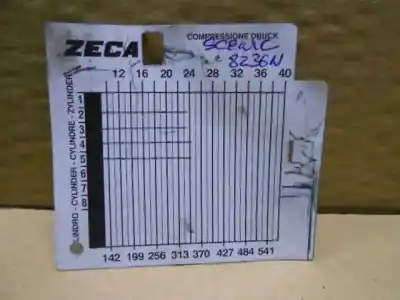 ZECA
COMPRESSIONE DRUCK
SCENIC
8236N
12 16 20 24 28 32 36 40
LINDRO - CYLINDER - CYLINDRE - ZYLINDER
1
2
3
4
5
6
7
8
142 199 256 313 370 427 484 541